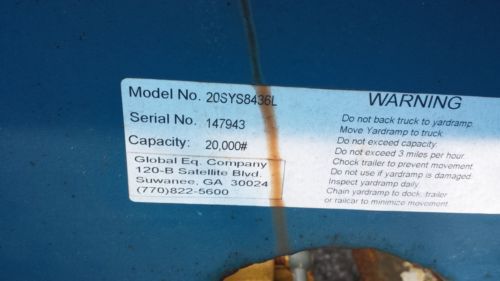 Model No. 20SYS8436L
Serial No. 147943
Capacity: 20,000#
Global Eq. Company
120-B Satellite Blvd.
Suwanee, GA 30024
(770)822-5600
WARNING
Do not back truck to yardramp.
Move Yardramp to truck.
Do not exceed capacity.
Do not exceed 3 miles per hour.
Chock trailer to prevent movement.
Do not use if yardramp is damaged.
Inspect yardramp daily
Chain yardramp to dock, trailer
or railcar to minimize movement